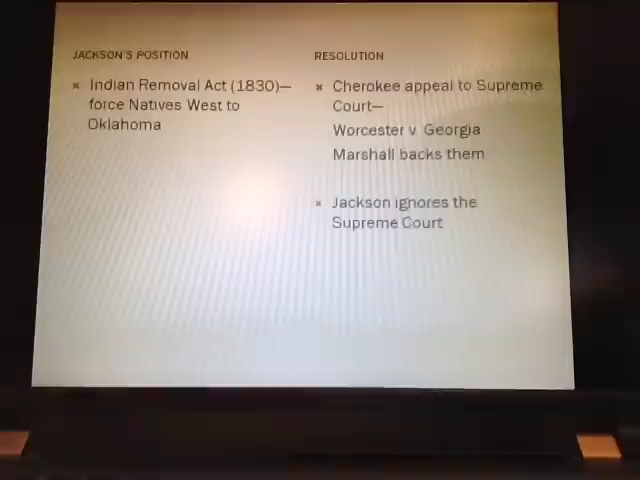 JACKSON'S POSITION
Indian Removal Act (1830)—
force Natives West to
Oklahoma
RESOLUTION
Cherokee appeal to Supreme
Court—
Worcester v. Georgia
Marshall backs them
Jackson ignores the
Supreme Court